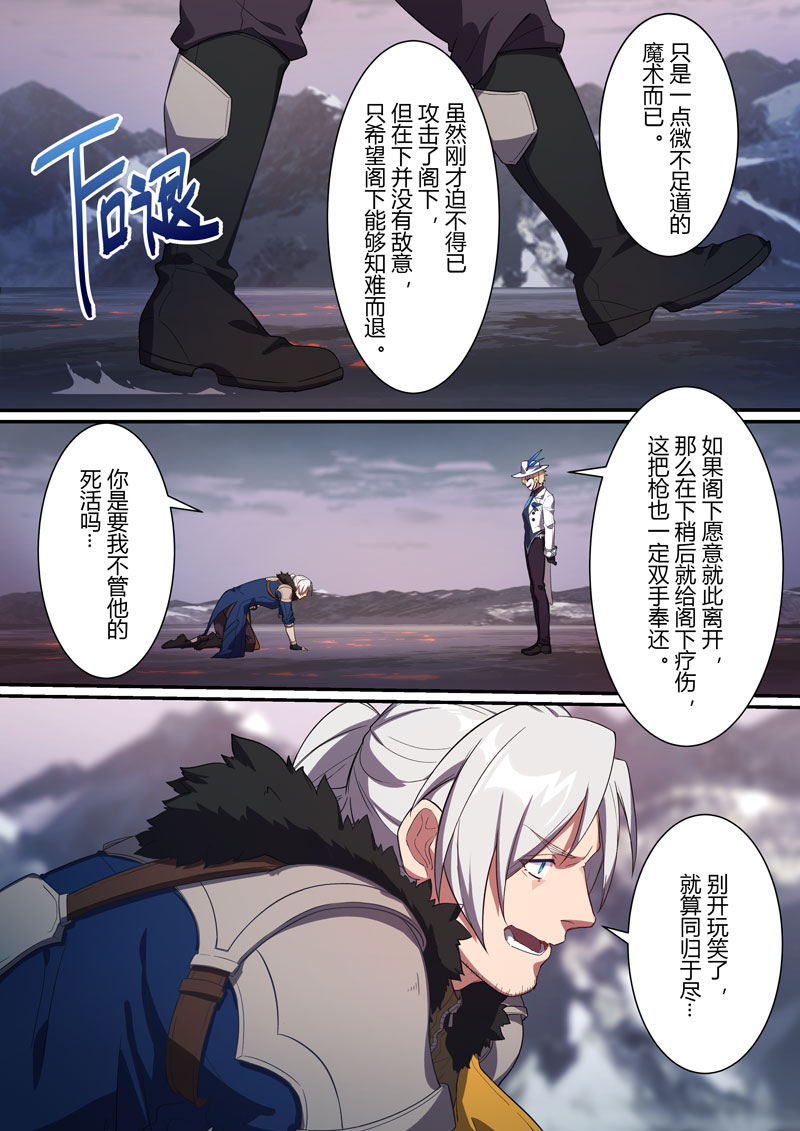 只是一点微不足道的
魔术而已。
虽然刚才迫不得已
攻击了阁下，
但在下并没有敌意，
只希望阁下能够知难而退。
后退
如果阁下愿意就此离开，
那么在下稍后就给阁下疗伤，
这把枪也一定双手奉还。
你是要我不管他的
死活吗…
别开玩笑了，
就算同归于尽…